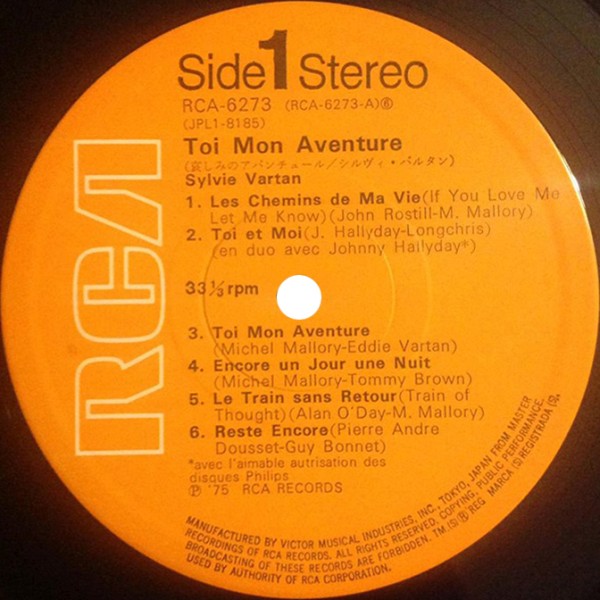 Side 1 Stereo
RCA-6273 (RCA-6273-A)⑥
(JPL1-8185)
Toi Mon Aventure
(哀しみのアバンチュール/シルヴィ・バルタン)
Sylvie Vartan
1. Les Chemins de Ma Vie(If You Love Me
Let Me Know)(John Rostill-M. Mallory)
2. Toi et Moi(J. Hallyday-Longchris)
(en duo avec Johnny Hallyday*)
33⅓rpm
3. Toi Mon Aventure
(Michel Mallory-Eddie Vartan)
4. Encore un Jour une Nuit
(Michel Mallory-Tommy Brown)
5. Le Train sans Retour(Train of
Thought)(Alan O'Day-M. Mallory)
6. Reste Encore(Pierre Andre
Dousset-Guy Bonnet)
*avec l'aimable autrisation des
disques Philips
℗ '75 RCA RECORDS
RCA
MANUFACTURED BY VICTOR MUSICAL INDUSTRIES, INC. TOKYO, JAPAN FROM MASTER
RECORDINGS OF RCA RECORDS. ALL RIGHTS RESERVED, COPYING, PUBLIC PERFORMANCE,
BROADCASTING OF THESE RECORDS ARE FORBIDDEN. TM.(S) ® REG. MARCA (S) REGISTRADA (S)
USED BY AUTHORITY OF RCA CORPORATION.